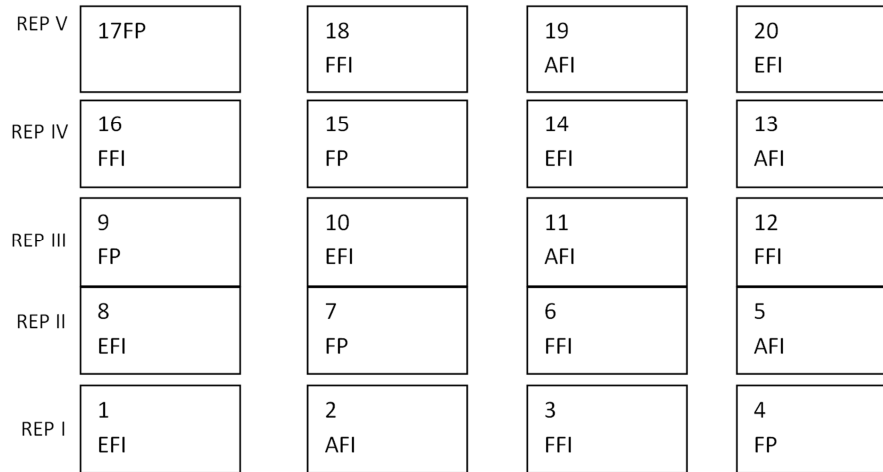 REP V
17FP
18
FFI
19
AFI
20
EFI
REP IV
16
FFI
15
FP
14
EFI
13
AFI
REP III
9
FP
10
EFI
11
AFI
12
FFI
REP II
8
EFI
7
FP
6
FFI
5
AFI
REP I
1
EFI
2
AFI
3
FFI
4
FP